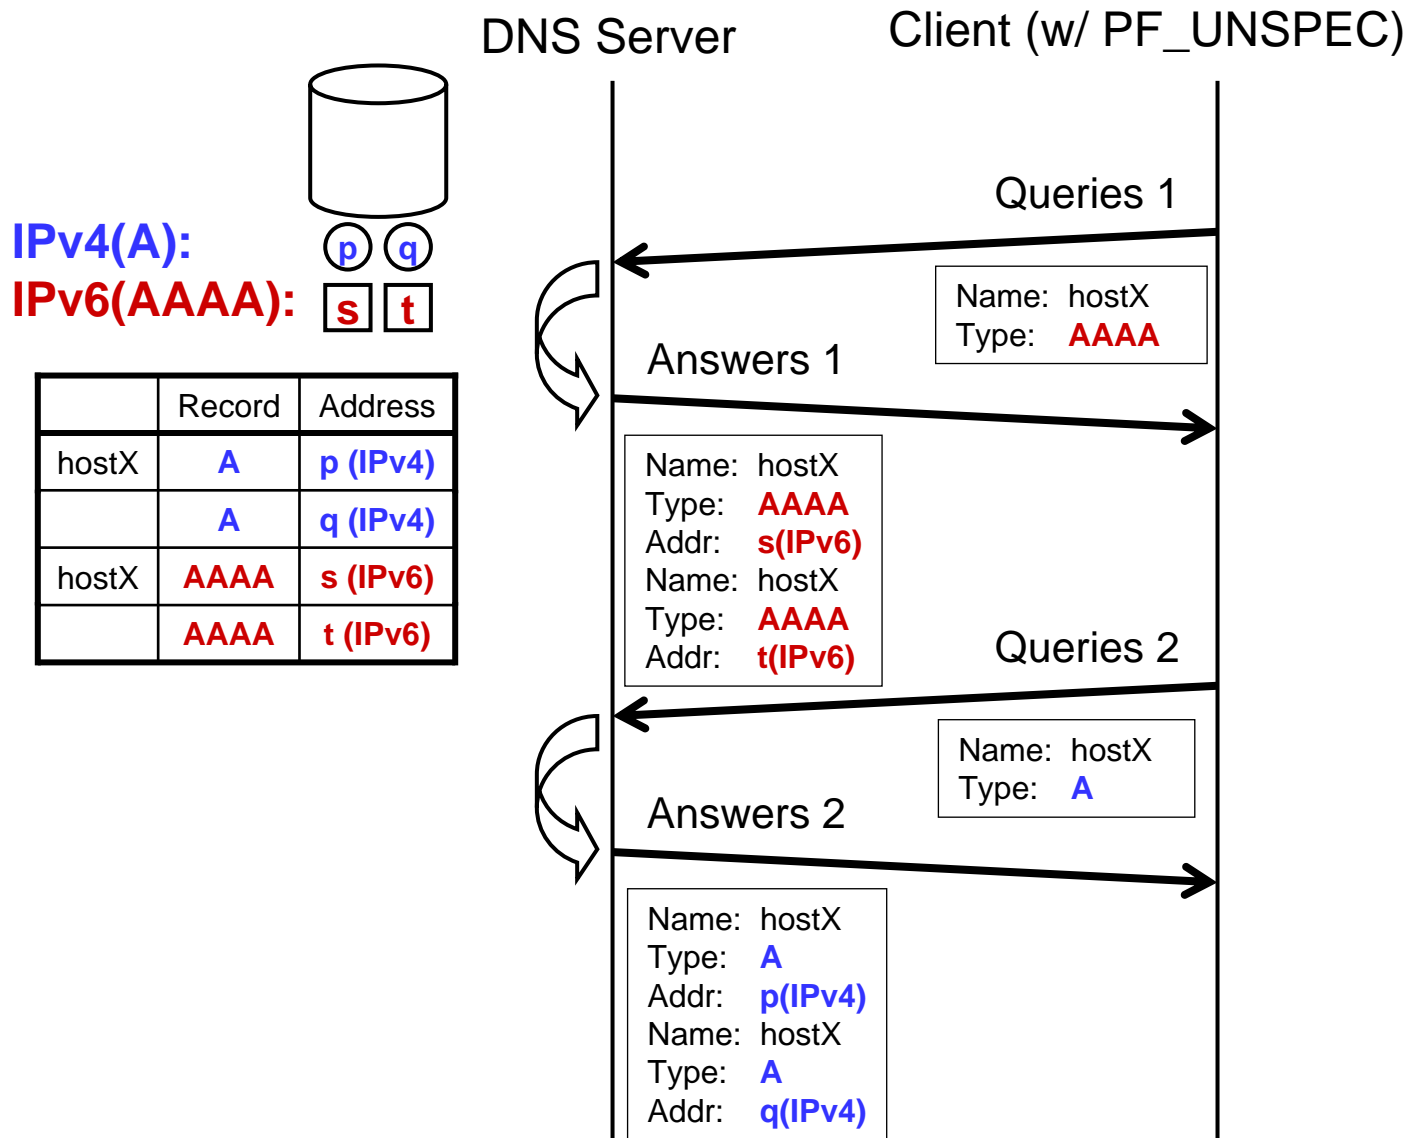 DNS Server
Client (w/ PF_UNSPEC)
IPv4(A):
p q
IPv6(AAAA):
s t
Record Address
hostX A p (IPv4)
A q (IPv4)
hostX AAAA s (IPv6)
AAAA t (IPv6)
Queries 1
Name: hostX
Type: AAAA
Answers 1
Name: hostX
Type: AAAA
Addr: s(IPv6)
Name: hostX
Type: AAAA
Addr: t(IPv6)
Queries 2
Name: hostX
Type: A
Answers 2
Name: hostX
Type: A
Addr: p(IPv4)
Name: hostX
Type: A
Addr: q(IPv4)